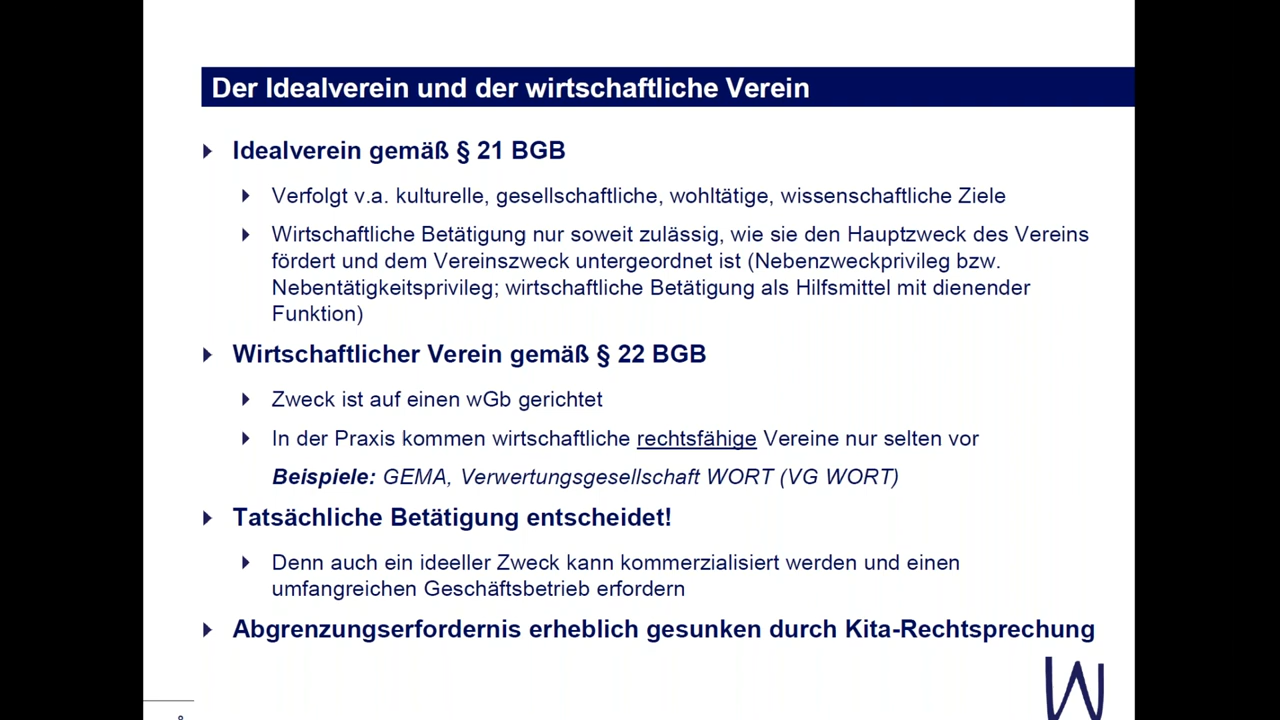 Der Idealverein und der wirtschaftliche Verein
Idealverein gemäß § 21 BGB
Verfolgt v.a. kulturelle, gesellschaftliche, wohltätige, wissenschaftliche Ziele
Wirtschaftliche Betätigung nur soweit zulässig, wie sie den Hauptzweck des Vereins
fördert und dem Vereinszweck untergeordnet ist (Nebenzweckprivileg bzw.
Nebentätigkeitsprivileg; wirtschaftliche Betätigung als Hilfsmittel mit dienender
Funktion)
Wirtschaftlicher Verein gemäß § 22 BGB
Zweck ist auf einen wGb gerichtet
In der Praxis kommen wirtschaftliche rechtsfähige Vereine nur selten vor
Beispiele: GEMA, Verwertungsgesellschaft WORT (VG WORT)
Tatsächliche Betätigung entscheidet!
Denn auch ein ideeller Zweck kann kommerzialisiert werden und einen
umfangreichen Geschäftsbetrieb erfordern
Abgrenzungserfordernis erheblich gesunken durch Kita-Rechtsprechung
W